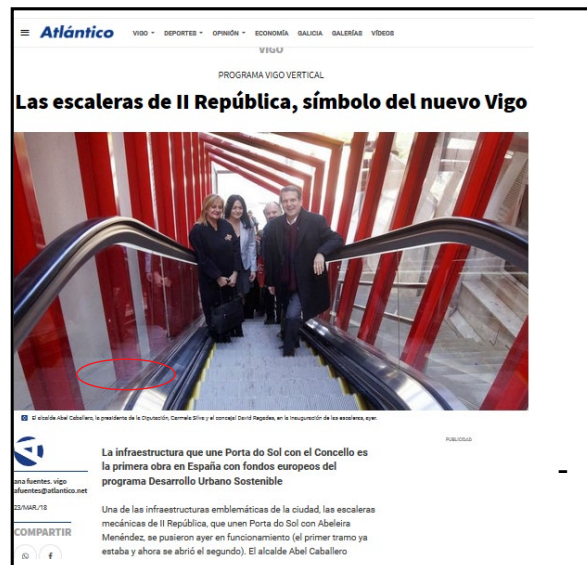 Atlántico VIGO DEPORTES OPINIÓN ECONOMÍA GALICIA GALERÍAS VÍDEOS
VIGO
PROGRAMA VIGO VERTICAL
Las escaleras de II República, símbolo del nuevo Vigo
El alcalde Abel Caballero, la presidenta de la Diputación, Carmela Silva y el concejal David Regades, en la inauguración de las escaleras, ayer.
PUBLICIDAD
ana fuentes. vigo
afuentes@atlantico.net
23/MAR./18
COMPARTIR
La infraestructura que une Porta do Sol con el Concello es
la primera obra en España con fondos europeos del
programa Desarrollo Urbano Sostenible
Una de las infraestructuras emblemáticas de la ciudad, las escaleras
mecánicas de II República, que unen Porta do Sol con Abeleira
Menéndez, se pusieron ayer en funcionamiento (el primer tramo ya
estaba y ahora se abrió el segundo). El alcalde Abel Caballero
-